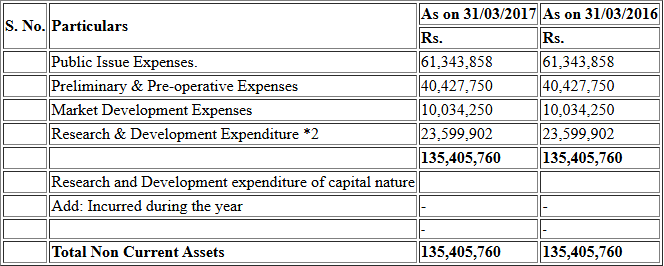 S. No. Particulars As on 31/03/2017 As on 31/03/2016
Rs. Rs.
Public Issue Expenses. 61,343,858 61,343,858
Preliminary & Pre-operative Expenses 40,427,750 40,427,750
Market Development Expenses 10,034,250 10,034,250
Research & Development Expenditure *2 23,599,902 23,599,902
135,405,760 135,405,760
Research and Development expenditure of capital nature
Add: Incurred during the year - -
- -
Total Non Current Assets 135,405,760 135,405,760